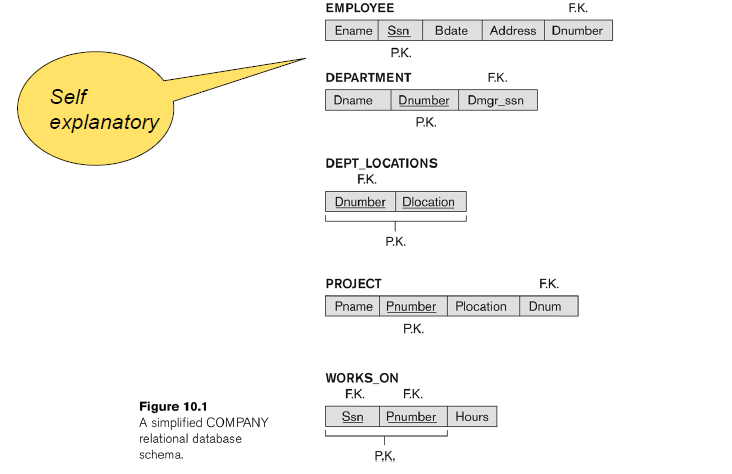 EMPLOYEE F.K.
Ename Ssn Bdate Address Dnumber
P.K.
Self
explanatory
DEPARTMENT F.K.
Dname Dnumber Dmgr_ssn
P.K.
DEPT_LOCATIONS
F.K.
Dnumber Dlocation
P.K.
PROJECT F.K.
Pname Pnumber Plocation Dnum
P.K.
WORKS_ON
F.K. F.K.
Ssn Pnumber Hours
P.K.
Figure 10.1
A simplified COMPANY
relational database
schema.